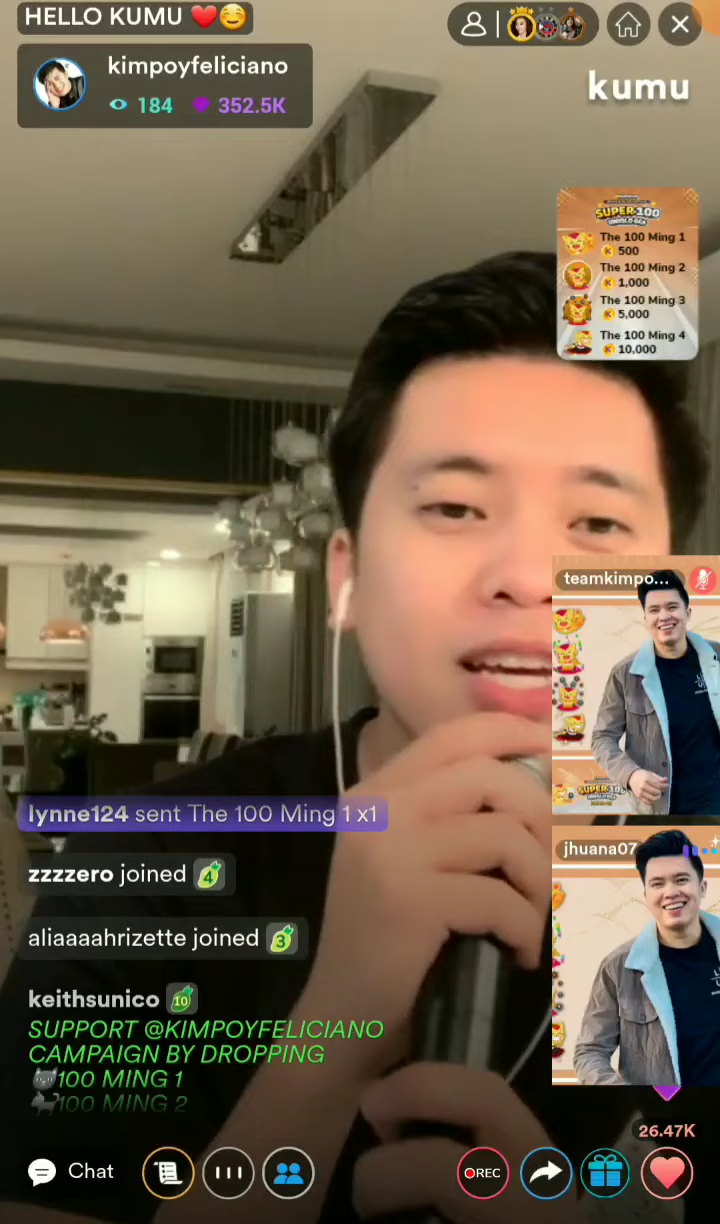 HELLO KUMU ❤️☺️
kimpoyfeliciano
184 352.5K
kumu
SUPER 100
The 100 Ming 1
500
The 100 Ming 2
1,000
The 100 Ming 3
5,000
The 100 Ming 4
10,000
teamkimpo...
SUPER 100
jhuana07
lynne124 sent The 100 Ming 1 x1
zzzzero joined 4
aliaaaahrizette joined 3
keithsunico 10
SUPPORT @KIMPOYFELICIANO
CAMPAIGN BY DROPPING
🐱100 MING 1
🐈100 MING 2
26.47K
Chat
REC